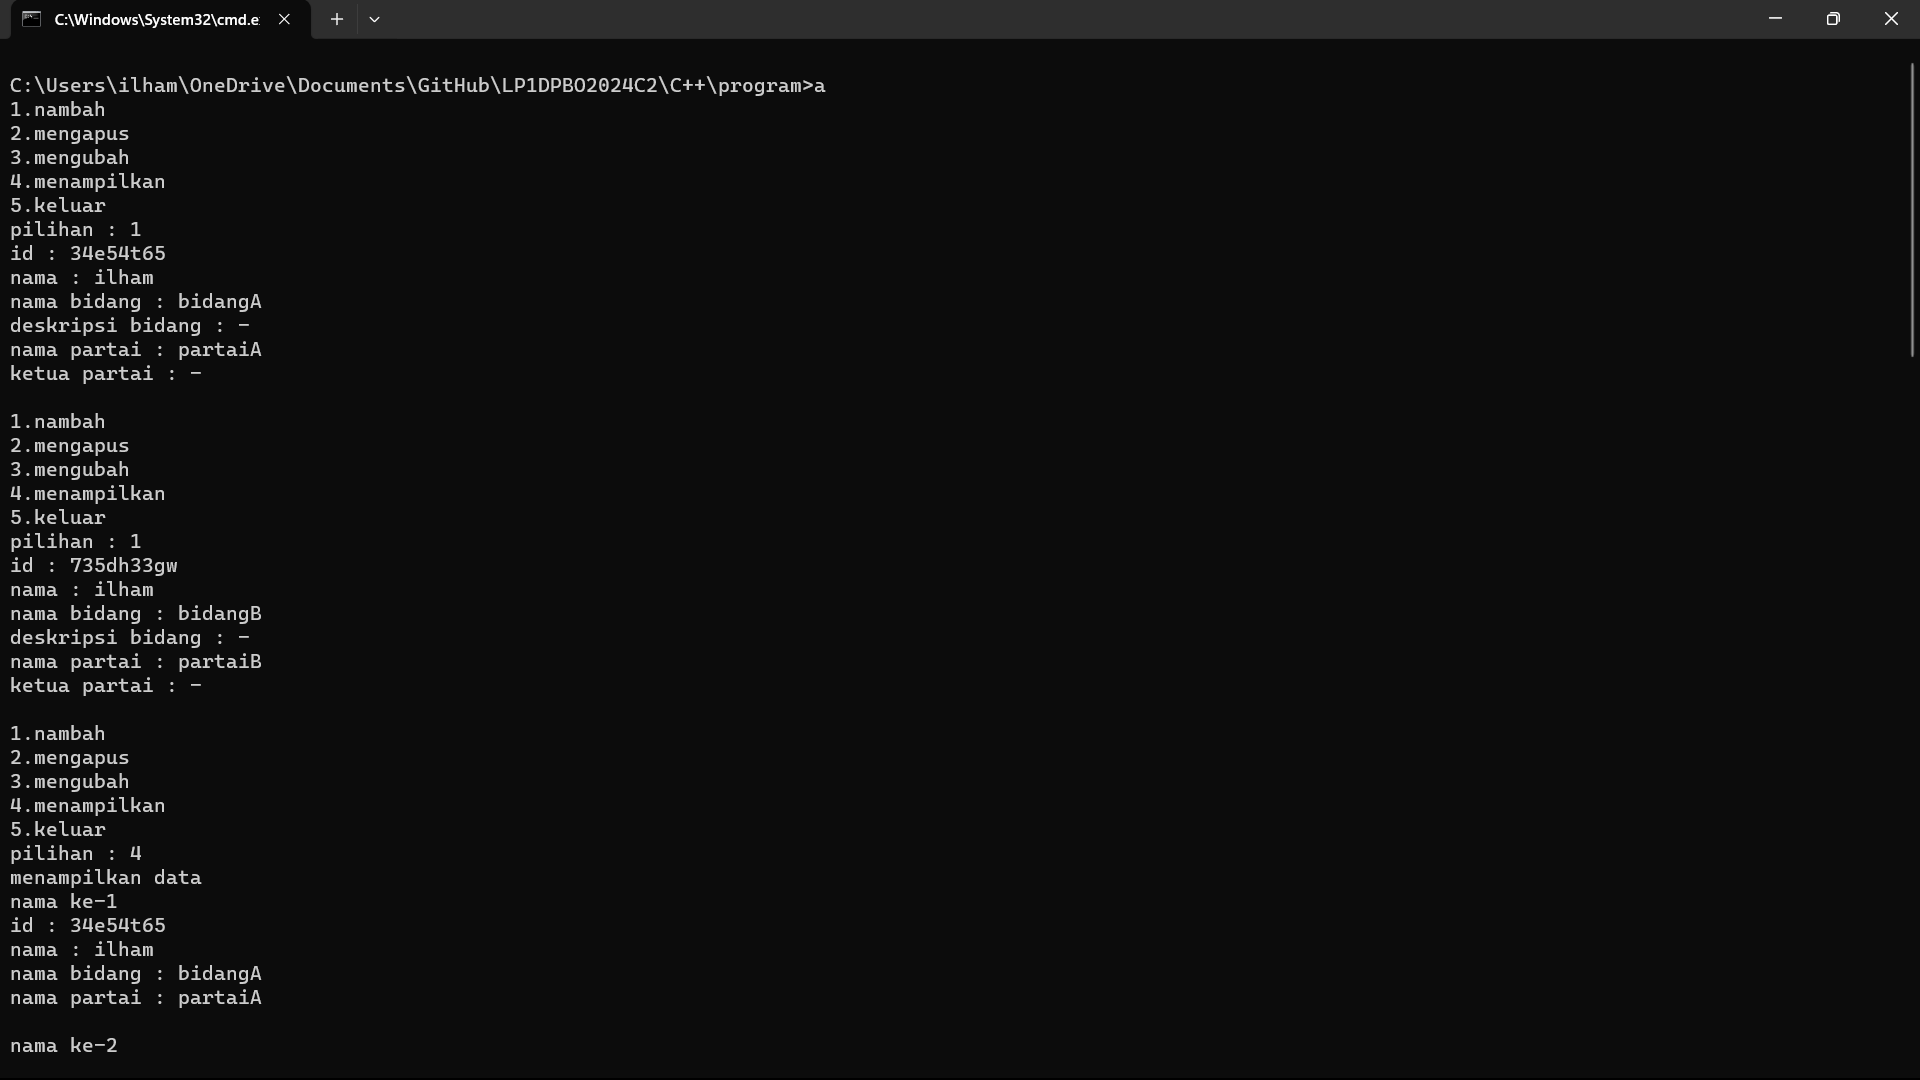 C:\Windows\System32\cmd.e
C:\Users\ilham\OneDrive\Documents\GitHub\LP1DPBO2024C2\C++\program>a
1.nambah
2.mengapus
3.mengubah
4.menampilkan
5.keluar
pilihan : 1
id : 34e54t65
nama : ilham
nama bidang : bidangA
deskripsi bidang : -
nama partai : partaiA
ketua partai : -
1.nambah
2.mengapus
3.mengubah
4.menampilkan
5.keluar
pilihan : 1
id : 735dh33gw
nama : ilham
nama bidang : bidangB
deskripsi bidang : -
nama partai : partaiB
ketua partai : -
1.nambah
2.mengapus
3.mengubah
4.menampilkan
5.keluar
pilihan : 4
menampilkan data
nama ke-1
id : 34e54t65
nama : ilham
nama bidang : bidangA
nama partai : partaiA
nama ke-2